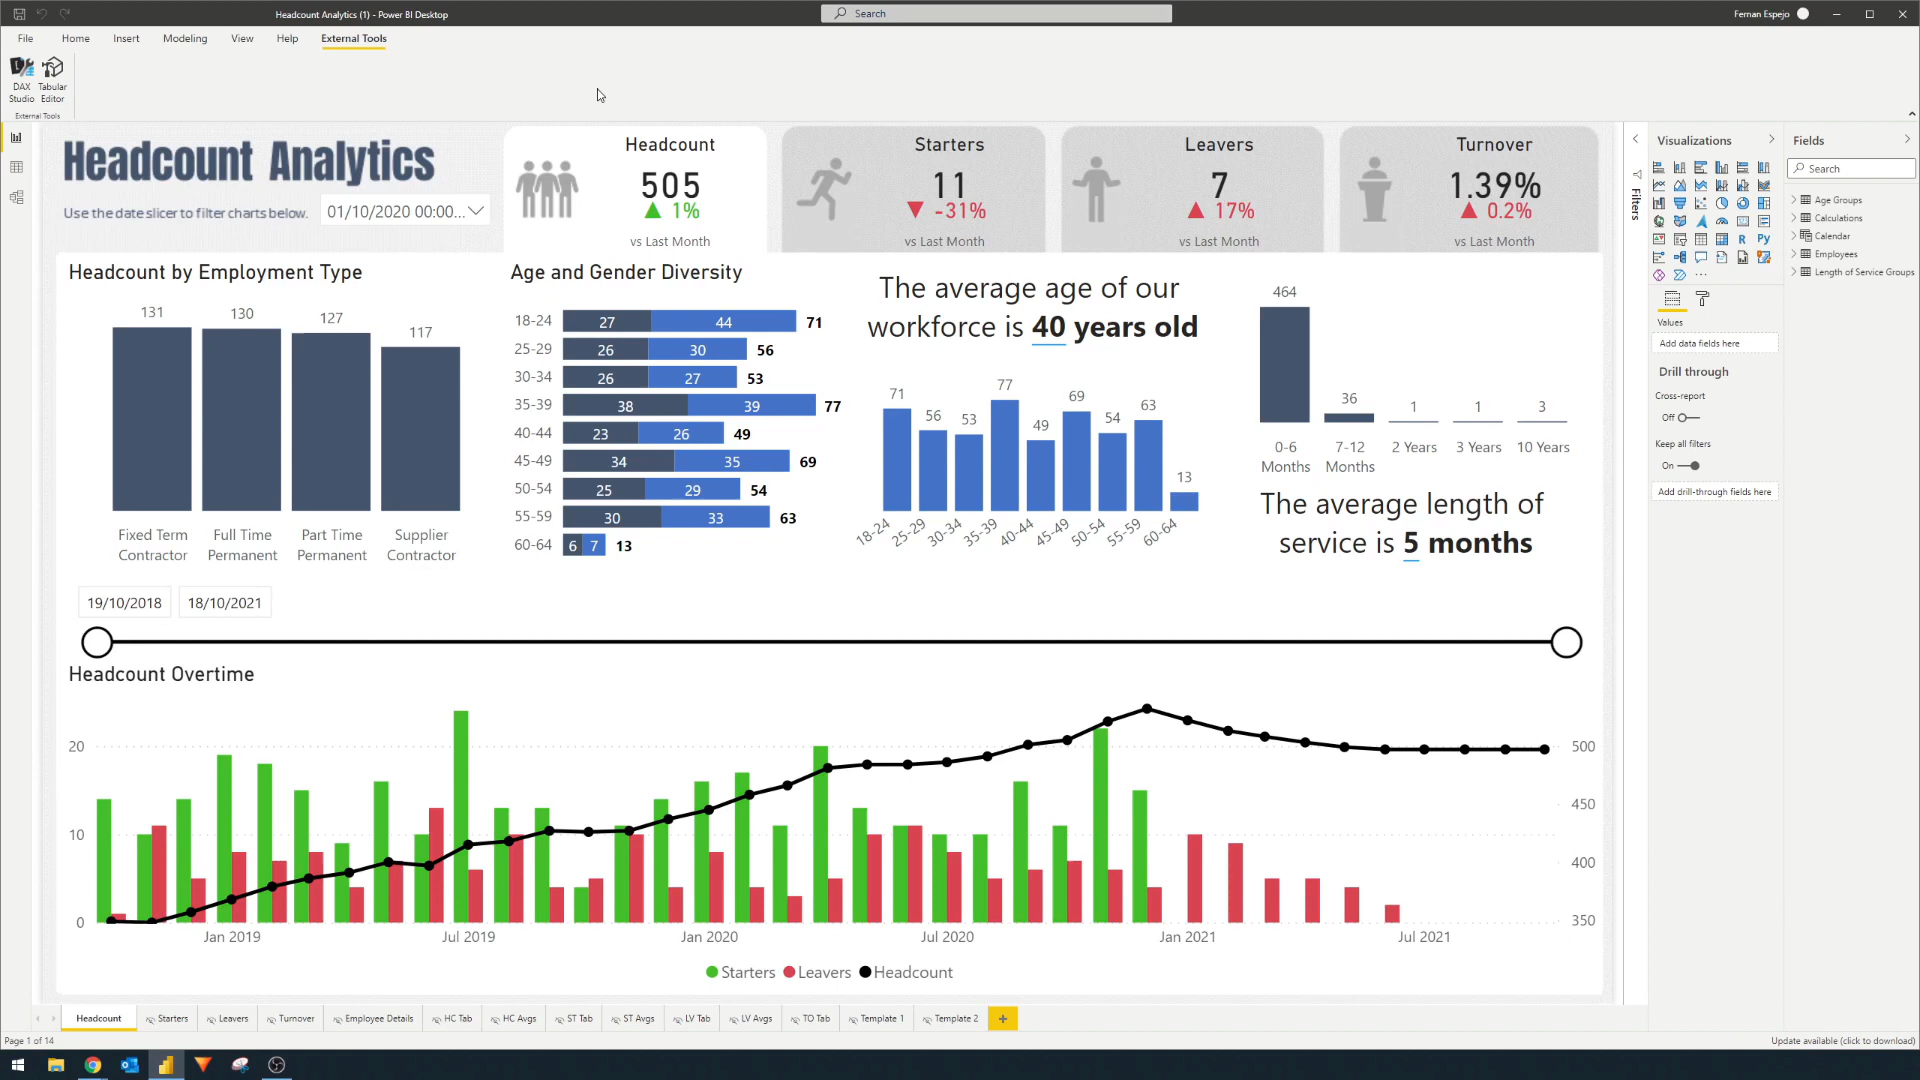 Headcount Analytics (1) - Power BI Desktop
Search
Fernan Espejo
File Home Insert Modeling View Help External Tools
DAX Studio
Tabular Editor
External Tools
Headcount Analytics
Use the date slicer to filter charts below.
01/10/2020 00:00...
Headcount
505
1%
vs Last Month
Starters
11
-31%
vs Last Month
Leavers
7
17%
vs Last Month
Turnover
1.39%
0.2%
vs Last Month
Headcount by Employment Type
131 130 127 117
Fixed Term Contractor
Full Time Permanent
Part Time Permanent
Supplier Contractor
Age and Gender Diversity
18-24 27 44 71
25-29 26 30 56
30-34 26 27 53
35-39 38 39 77
40-44 23 26 49
45-49 34 35 69
50-54 25 29 54
55-59 30 33 63
60-64 6 7 13
The average age of our
workforce is 40 years old
71 56 53 77 49 69 54 63 13
18-24 25-29 30-34 35-39 40-44 45-49 50-54 55-59 60-64
464 36 1 1 3
0-6 Months
7-12 Months
2 Years
3 Years
10 Years
The average length of
service is 5 months
19/10/2018 18/10/2021
Headcount Overtime
20
10
0
500
450
400
350
Jan 2019 Jul 2019 Jan 2020 Jul 2020 Jan 2021 Jul 2021
Starters Leavers Headcount
Filters
Visualizations
R Py
Values
Add data fields here
Drill through
Cross-report
Off
Keep all filters
On
Add drill-through fields here
Fields
Search
Age Groups
Calculations
Calendar
Employees
Length of Service Groups
Headcount Starters Leavers Turnover Employee Details HC Tab HC Avgs ST Tab ST Avgs LV Tab LV Avgs TO Tab Template 1 Template 2 +
Page 1 of 14
Update available (click to download)